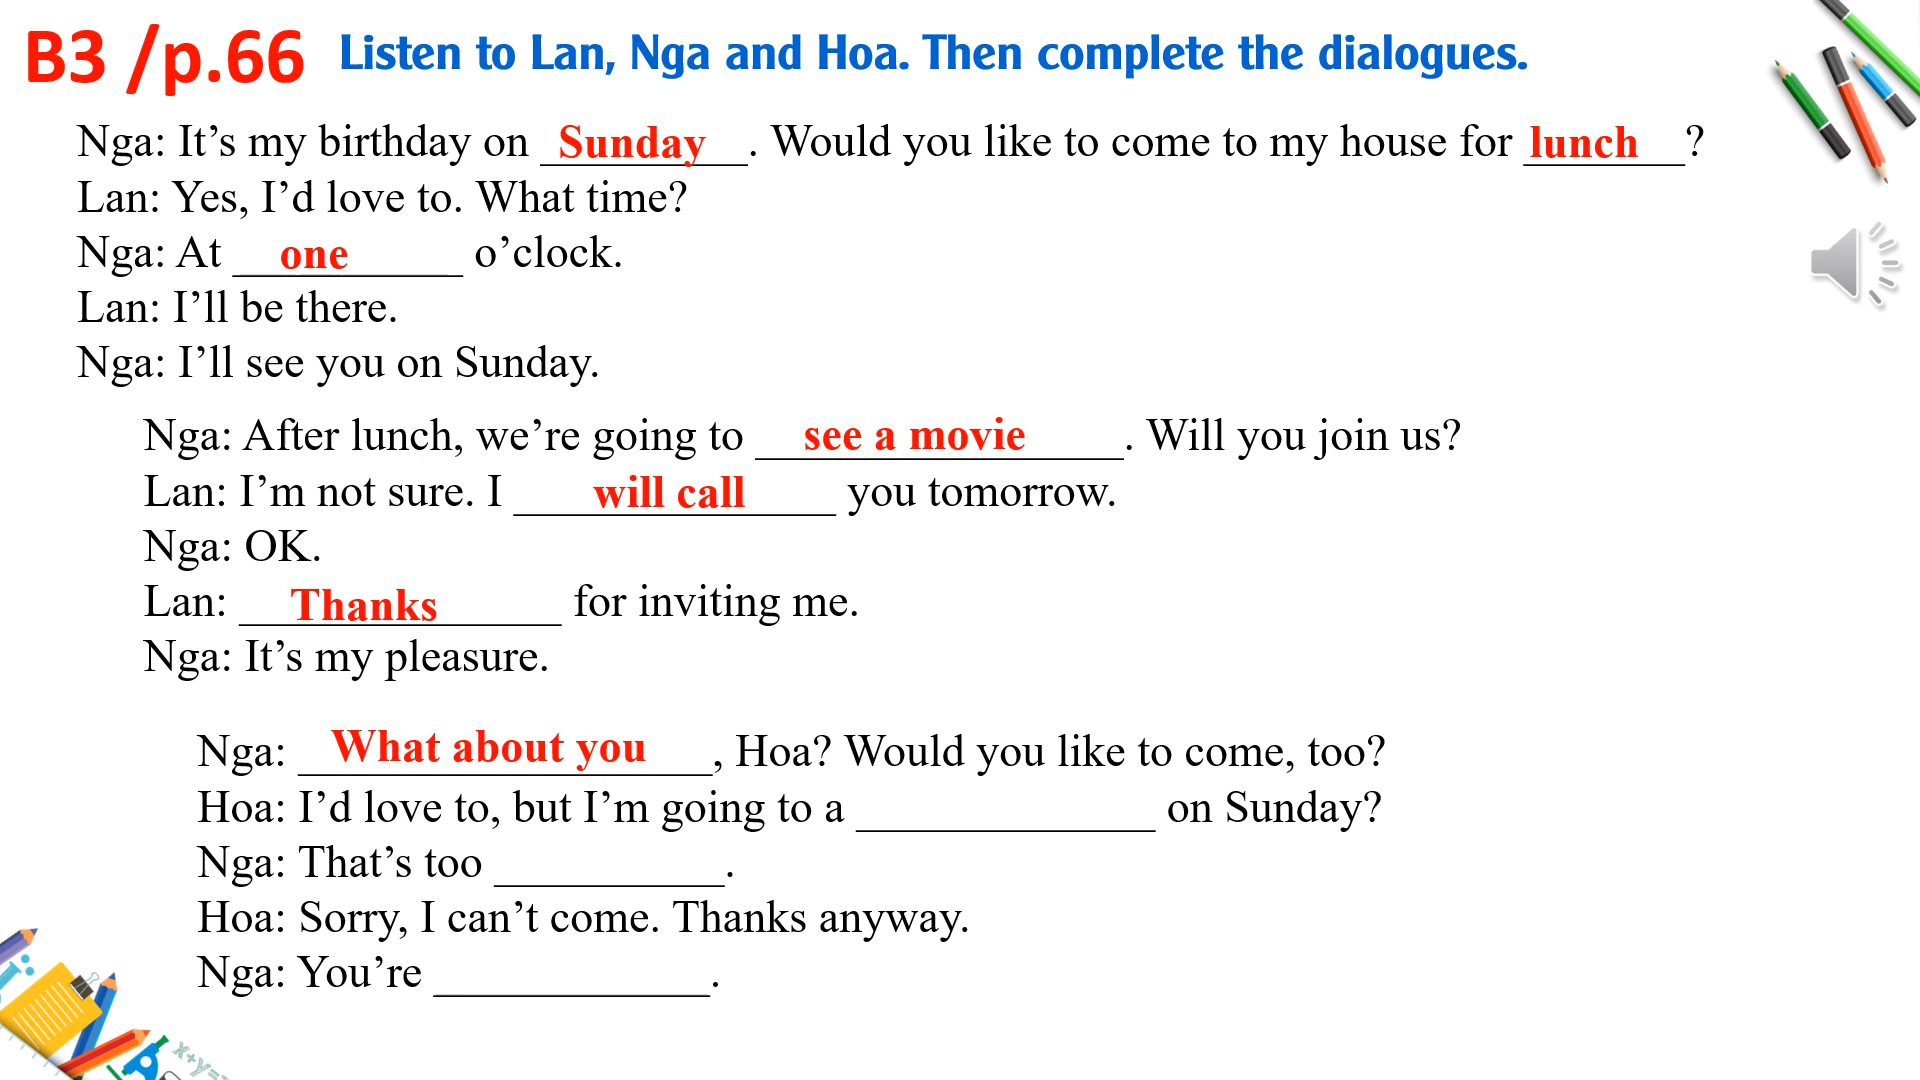 B3 /p.66 Listen to Lan, Nga and Hoa. Then complete the dialogues.
Nga: It’s my birthday on Sunday. Would you like to come to my house for lunch?
Lan: Yes, I’d love to. What time?
Nga: At one o’clock.
Lan: I’ll be there.
Nga: I’ll see you on Sunday.
Nga: After lunch, we’re going to see a movie. Will you join us?
Lan: I’m not sure. I will call you tomorrow.
Nga: OK.
Lan: Thanks for inviting me.
Nga: It’s my pleasure.
Nga: What about you, Hoa? Would you like to come, too?
Hoa: I’d love to, but I’m going to a _____________ on Sunday?
Nga: That’s too __________.
Hoa: Sorry, I can’t come. Thanks anyway.
Nga: You’re ____________.
x+y=